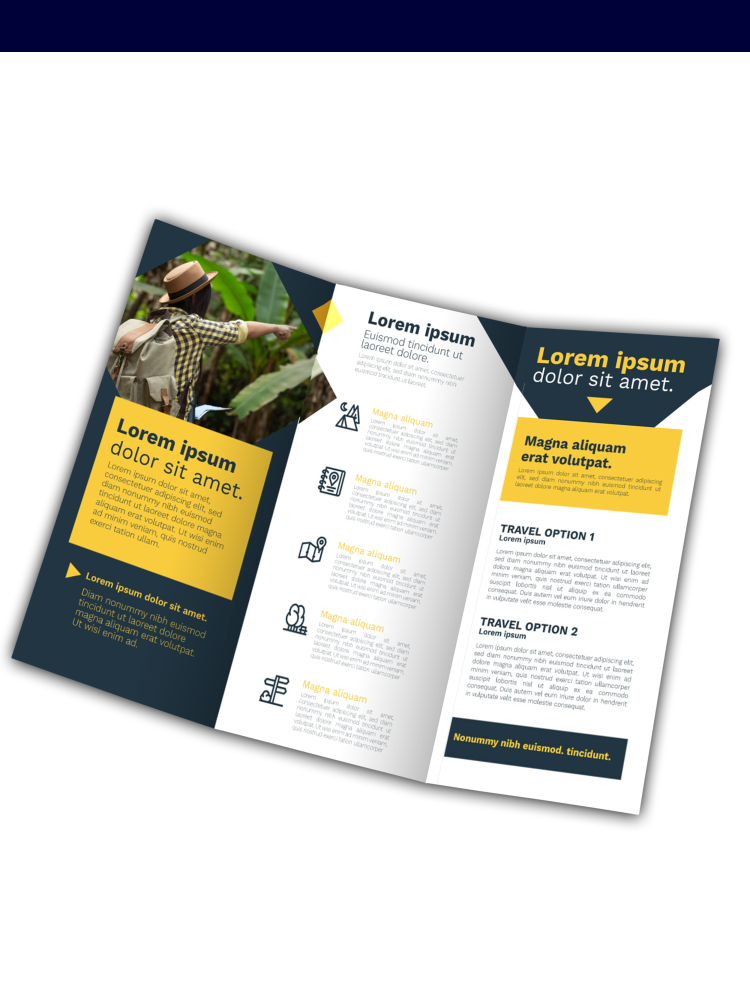 Lorem ipsum
dolor sit amet.
Lorem ipsum dolor sit amet,
consectetuer adipiscing elit, sed
diam nonummy nibh euismod
tincidunt ut laoreet dolore magna
aliquam erat volutpat. Ut wisi enim
ad minim veniam, quis nostrud
exerci tation ullam.
Lorem ipsum dolor sit amet.
Diam nonummy nibh euismod
tincidunt ut laoreet dolore
magna aliquam erat volutpat.
Ut wisi enim ad.
Lorem ipsum
Euismod tincidunt ut
laoreet dolore.
Lorem ipsum dolor sit amet, consectetuer
adipiscing elit, sed diam nonummy nibh
euismod tincidunt ut laoreet
Magna aliquam
Lorem ipsum dolor sit amet,
consectetuer adipiscing elit, sed diam
nonummy nibh euismod tincidunt ut
laoreet dolore magna aliquam erat
volutpat. Ut wisi enim ad minim veniam,
quis nostrud exerci tation ullamcorper
Magna aliquam
Lorem ipsum dolor sit amet,
consectetuer adipiscing elit, sed diam
nonummy nibh euismod tincidunt ut
laoreet dolore magna aliquam erat
volutpat. Ut wisi enim ad minim veniam,
quis nostrud exerci tation ullamcorper
Magna aliquam
Lorem ipsum dolor sit amet,
consectetuer adipiscing elit, sed diam
nonummy nibh euismod tincidunt ut
laoreet dolore magna aliquam erat
volutpat. Ut wisi enim ad minim veniam,
quis nostrud exerci tation ullamcorper
Magna aliquam
Lorem ipsum dolor sit amet,
consectetuer adipiscing elit, sed diam
nonummy nibh euismod tincidunt ut
laoreet dolore magna aliquam erat
volutpat. Ut wisi enim ad minim veniam,
quis nostrud exerci tation ullamcorper
Magna aliquam
Lorem ipsum dolor sit amet,
consectetuer adipiscing elit, sed diam
nonummy nibh euismod tincidunt ut
laoreet dolore magna aliquam erat
volutpat. Ut wisi enim ad minim veniam,
quis nostrud exerci tation ullamcorper
Lorem ipsum
dolor sit amet.
Magna aliquam
erat volutpat.
Lorem ipsum dolor sit amet, consectetuer adipiscing
elit, sed diam nonummy nibh euismod tincidunt ut
laoreet dolore magna aliquam erat volutpat.
TRAVEL OPTION 1
Lorem ipsum
Lorem ipsum dolor sit amet, consectetuer adipiscing elit,
sed diam nonummy nibh euismod tincidunt ut laoreet
dolore magna aliquam erat volutpat. Ut wisi enim ad
minim veniam, quis nostrud exerci tation ullamcorper
suscipit lobortis nisl ut aliquip ex ea commodo
consequat. Duis autem vel eum iriure dolor in hendrerit
in vulputate velit esse molestie consequat.
TRAVEL OPTION 2
Lorem ipsum
Lorem ipsum dolor sit amet, consectetuer adipiscing elit,
sed diam nonummy nibh euismod tincidunt ut laoreet
dolore magna aliquam erat volutpat. Ut wisi enim ad
minim veniam, quis nostrud exerci tation ullamcorper
suscipit lobortis nisl ut aliquip ex ea commodo
consequat. Duis autem vel eum iriure dolor in hendrerit
in vulputate velit esse molestie consequat.
Nonummy nibh euismod. tincidunt.